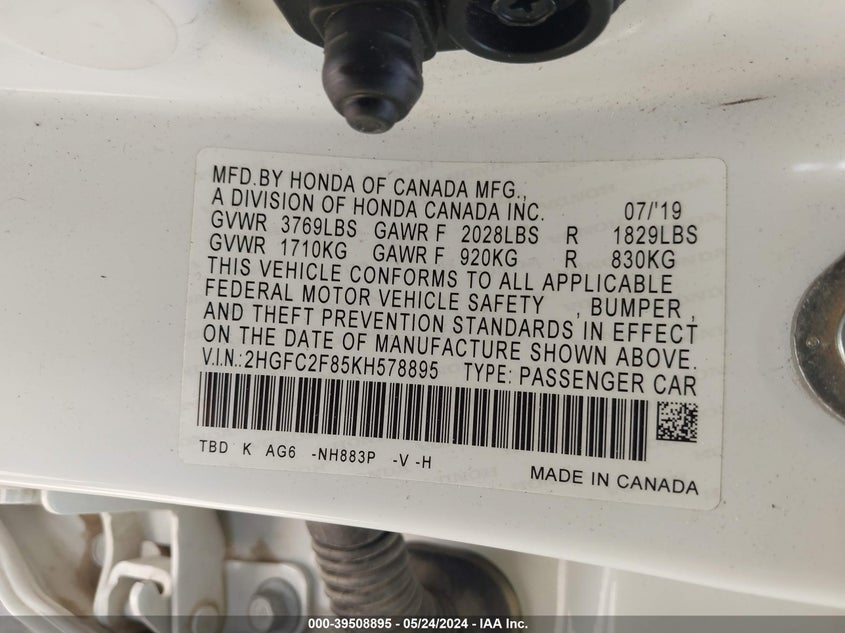 MFD.BY HONDA OF CANADA MFG.,
A DIVISION OF HONDA CANADA INC. 07/'19
GVWR 3769LBS GAWR F 2028LBS R 1829LBS
GVWR 1710KG GAWR F 920KG R 830KG
THIS VEHICLE CONFORMS TO ALL APPLICABLE
FEDERAL MOTOR VEHICLE SAFETY , BUMPER ,
AND THEFT PREVENTION STANDARDS IN EFFECT
ON THE DATE OF MANUFACTURE SHOWN ABOVE.
V.I.N.:2HGFC2F85KH578895 TYPE: PASSENGER CAR
TBD K AG6 -NH883P -V -H
MADE IN CANADA
000-39508895 - 05/24/2024 - IAA Inc.